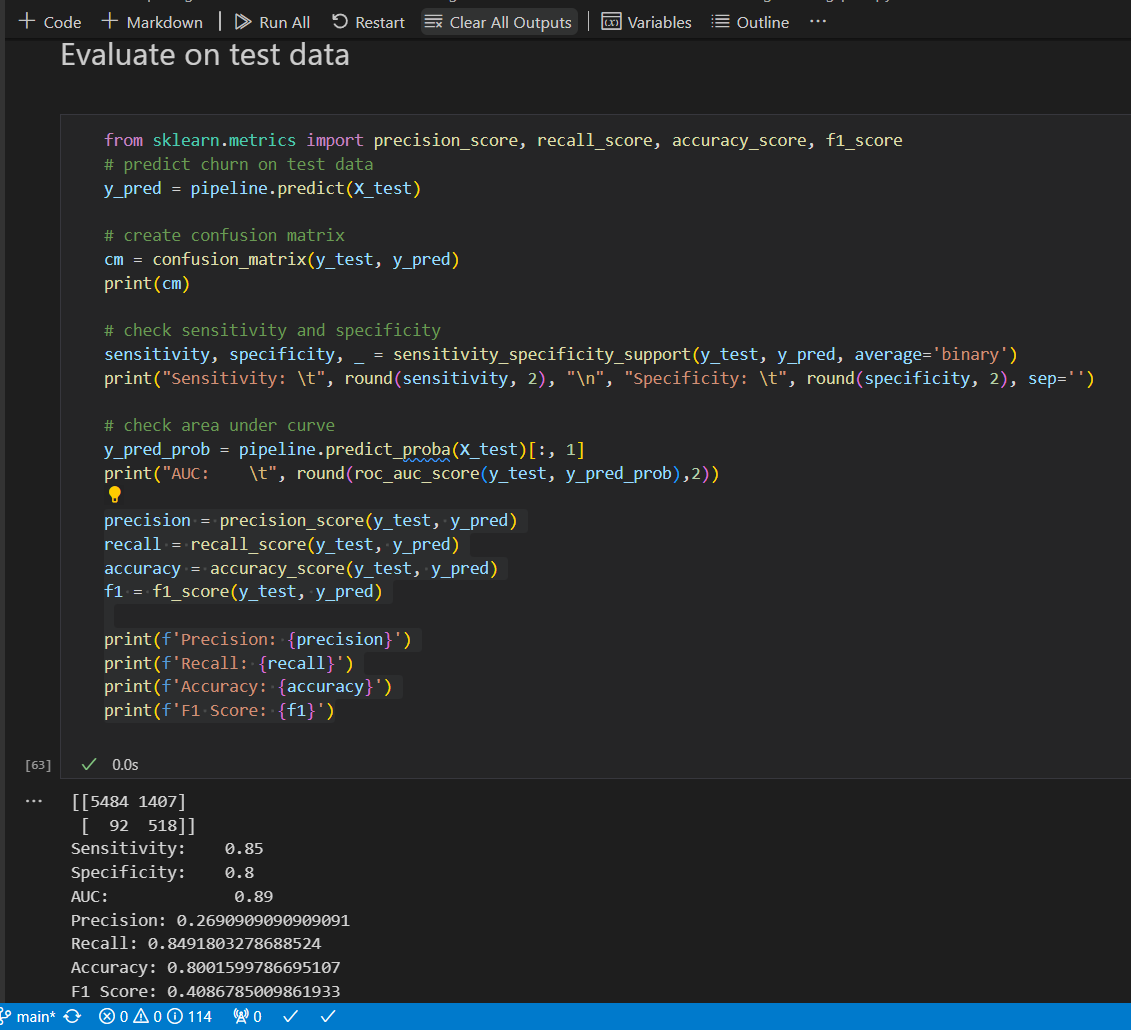 Code Markdown Run All Restart Clear All Outputs Variables Outline ...
Evaluate on test data
from sklearn.metrics import precision_score, recall_score, accuracy_score, f1_score
# predict churn on test data
y_pred = pipeline.predict(X_test)
# create confusion matrix
cm = confusion_matrix(y_test, y_pred)
print(cm)
# check sensitivity and specificity
sensitivity, specificity, _ = sensitivity_specificity_support(y_test, y_pred, average='binary')
print("Sensitivity: \t", round(sensitivity, 2), "\n", "Specificity: \t", round(specificity, 2), sep='')
# check area under curve
y_pred_prob = pipeline.predict_proba(X_test)[:, 1]
print("AUC:    \t", round(roc_auc_score(y_test, y_pred_prob),2))
precision = precision_score(y_test, y_pred)
recall = recall_score(y_test, y_pred)
accuracy = accuracy_score(y_test, y_pred)
f1 = f1_score(y_test, y_pred)
print(f'Precision: {precision}')
print(f'Recall: {recall}')
print(f'Accuracy: {accuracy}')
print(f'F1 Score: {f1}')
[63] 0.0s
... [[5484 1407]
[  92  518]]
Sensitivity:    0.85
Specificity:    0.8
AUC:             0.89
Precision: 0.2690909090909091
Recall: 0.8491803278688524
Accuracy: 0.8001599786695107
F1 Score: 0.4086785009861933
main* 0 0 114 0